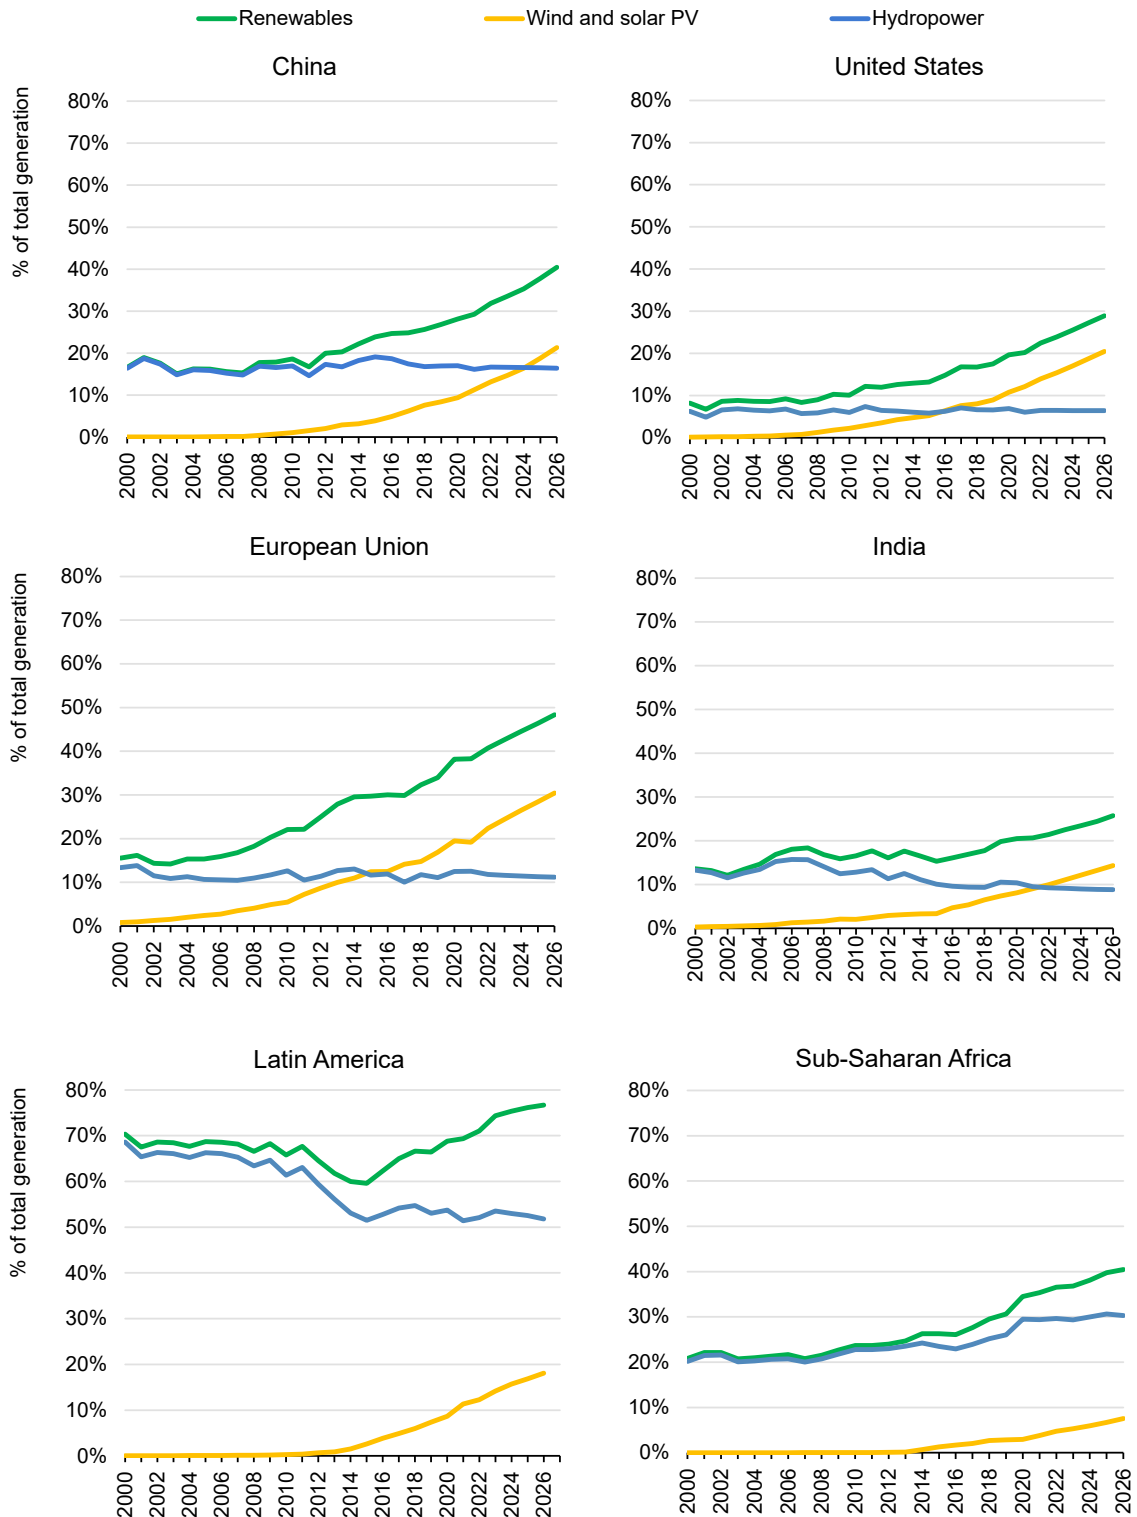 Renewables Wind and solar PV Hydropower
China United States
% of total generation
80% 80%
70% 70%
60% 60%
50% 50%
40% 40%
30% 30%
20% 20%
10% 10%
0% 0%
2000 2002 2004 2006 2008 2010 2012 2014 2016 2018 2020 2022 2024 2026 2000 2002 2004 2006 2008 2010 2012 2014 2016 2018 2020 2022 2024 2026
European Union India
% of total generation
80% 80%
70% 70%
60% 60%
50% 50%
40% 40%
30% 30%
20% 20%
10% 10%
0% 0%
2000 2002 2004 2006 2008 2010 2012 2014 2016 2018 2020 2022 2024 2026 2000 2002 2004 2006 2008 2010 2012 2014 2016 2018 2020 2022 2024 2026
Latin America Sub-Saharan Africa
% of total generation
80% 80%
70% 70%
60% 60%
50% 50%
40% 40%
30% 30%
20% 20%
10% 10%
0% 0%
2000 2002 2004 2006 2008 2010 2012 2014 2016 2018 2020 2022 2024 2026 2000 2002 2004 2006 2008 2010 2012 2014 2016 2018 2020 2022 2024 2026